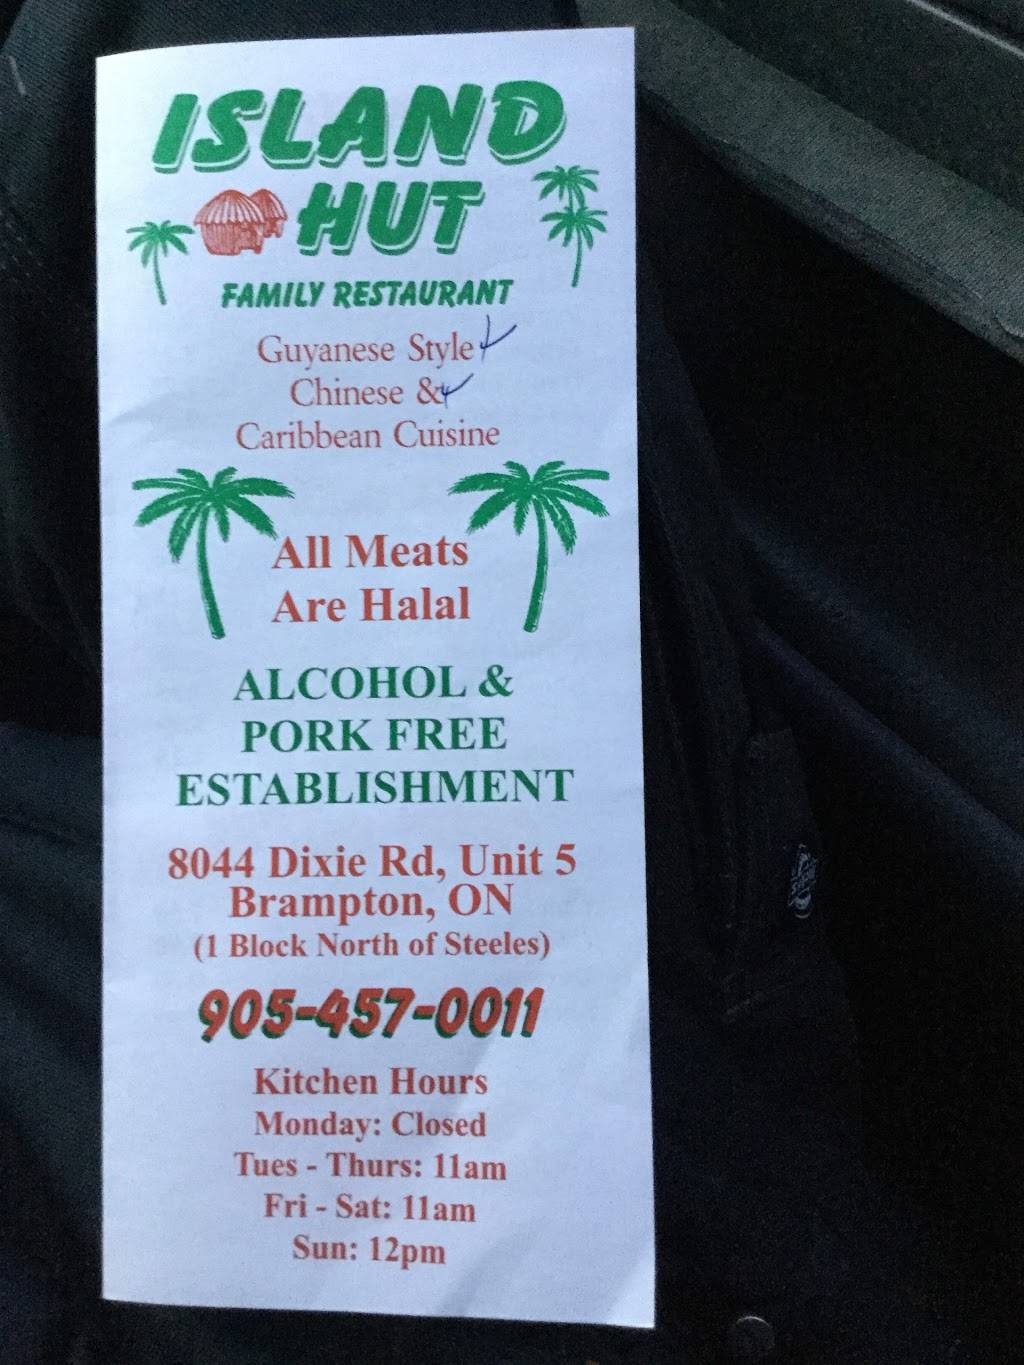 ISLAND
HUT
FAMILY RESTAURANT
Guyanese Style
Chinese &
Caribbean Cuisine
All Meats
Are Halal
ALCOHOL &
PORK FREE
ESTABLISHMENT
8044 Dixie Rd, Unit 5
Brampton, ON
(1 Block North of Steeles)
905-457-0011
Kitchen Hours
Monday: Closed
Tues - Thurs: 11am
Fri - Sat: 11am
Sun: 12pm